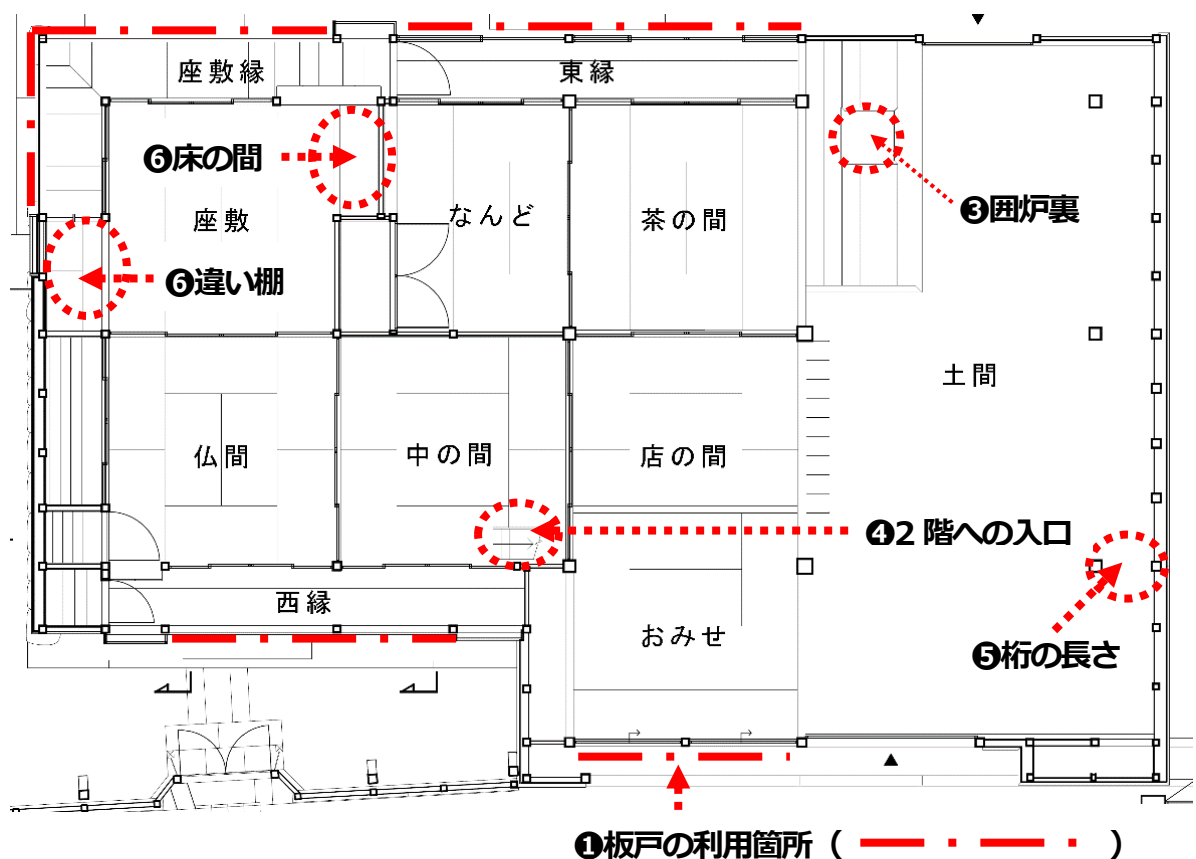 座敷縁
東縁
❻床の間
座敷
なんど
茶の間
❸囲炉裏
❻違い棚
土間
仏間
中の間
店の間
❹2 階への入口
西縁
おみせ
❺桁の長さ
❶板戸の利用箇所 ( )